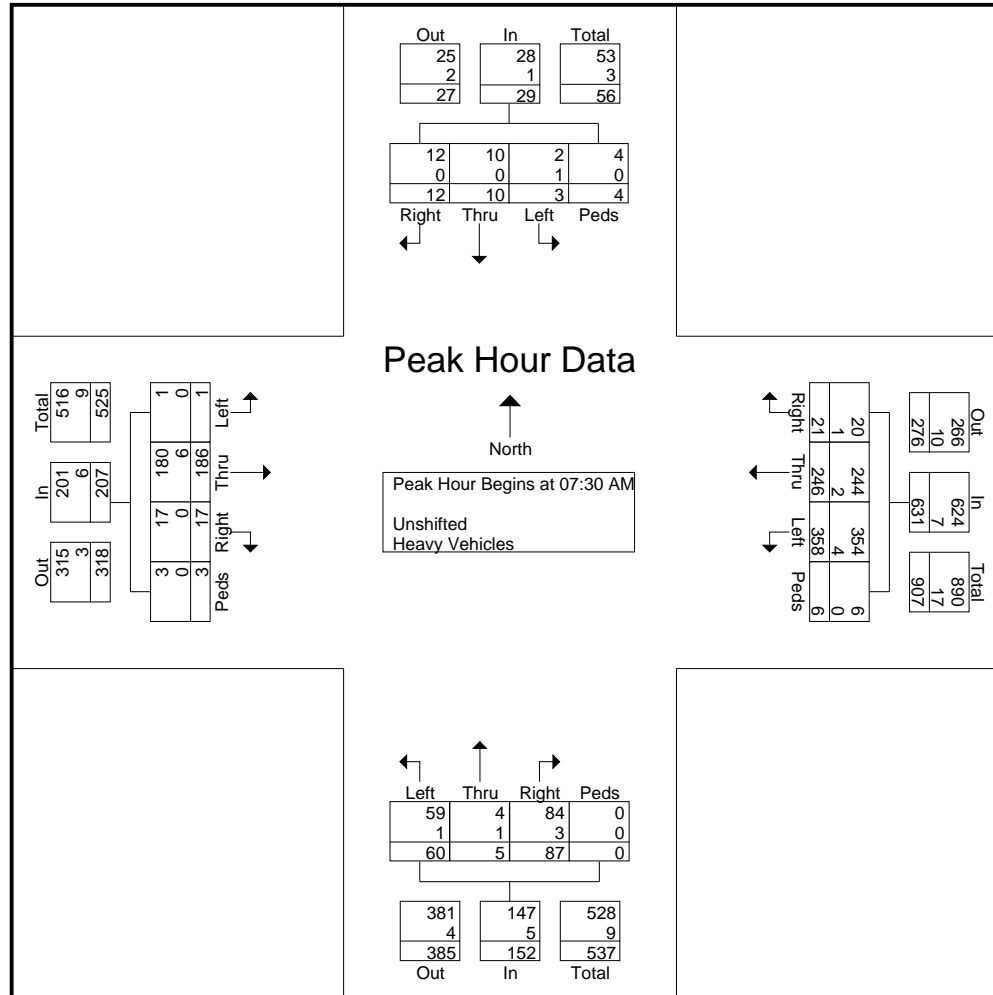 Out In Total
25 28 53
2 1 3
27 29 56
12 10 2 4
0 0 1 0
12 10 3 4
Right Thru Left Peds
Peak Hour Data
North
Peak Hour Begins at 07:30 AM
Unshifted
Heavy Vehicles
Out In Total
315 201 516
3 6 9
318 207 525
Peds Right Thru Left
3 17 180 1
0 0 6 0
3 17 186 1
Out In Total
266 624 890
10 7 17
276 631 907
20 244 354 6
1 2 4 0
21 246 358 6
Right Thru Left Peds
Left Thru Right Peds
59 4 84 0
1 1 3 0
60 5 87 0
381 147 528
4 5 9
385 152 537
Out In Total